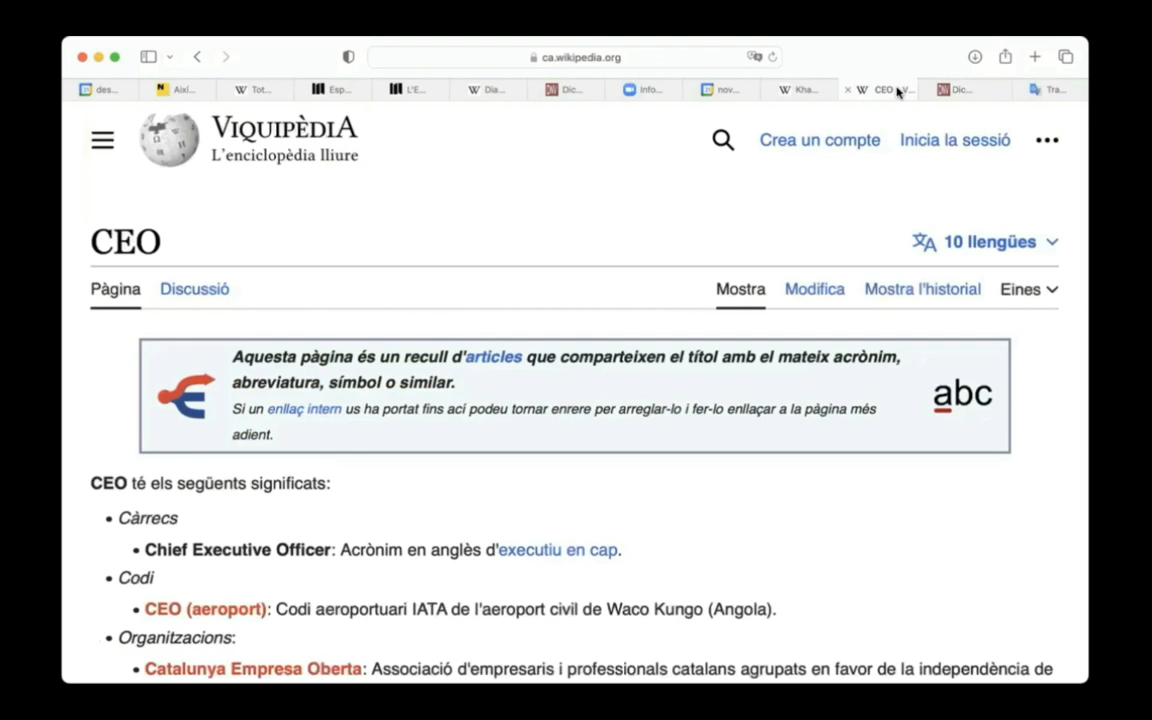 ca.wikipedia.org
des...
Així...
Tot...
Esp...
L'E...
Dia...
Dic...
Info...
nov...
Kha...
CEO
Dic...
Tra...
VIQUIPÈDIA
L'enciclopèdia lliure
Crea un compte
Inicia la sessió
CEO
10 llengües
Pàgina
Discussió
Mostra
Modifica
Mostra l'historial
Eines
Aquesta pàgina és un recull d'articles que comparteixen el títol amb el mateix acrònim,
abreviatura, símbol o similar.
Si un enllaç intern us ha portat fins ací podeu tornar enrere per arreglar-lo i fer-lo enllaçar a la pàgina més
adient.
abc
CEO té els següents significats:
• Càrrecs
• Chief Executive Officer: Acrònim en anglès d'executiu en cap.
• Codi
• CEO (aeroport): Codi aeroportuari IATA de l'aeroport civil de Waco Kungo (Angola).
• Organitzacions:
• Catalunya Empresa Oberta: Associació d'empresaris i professionals catalans agrupats en favor de la independència de